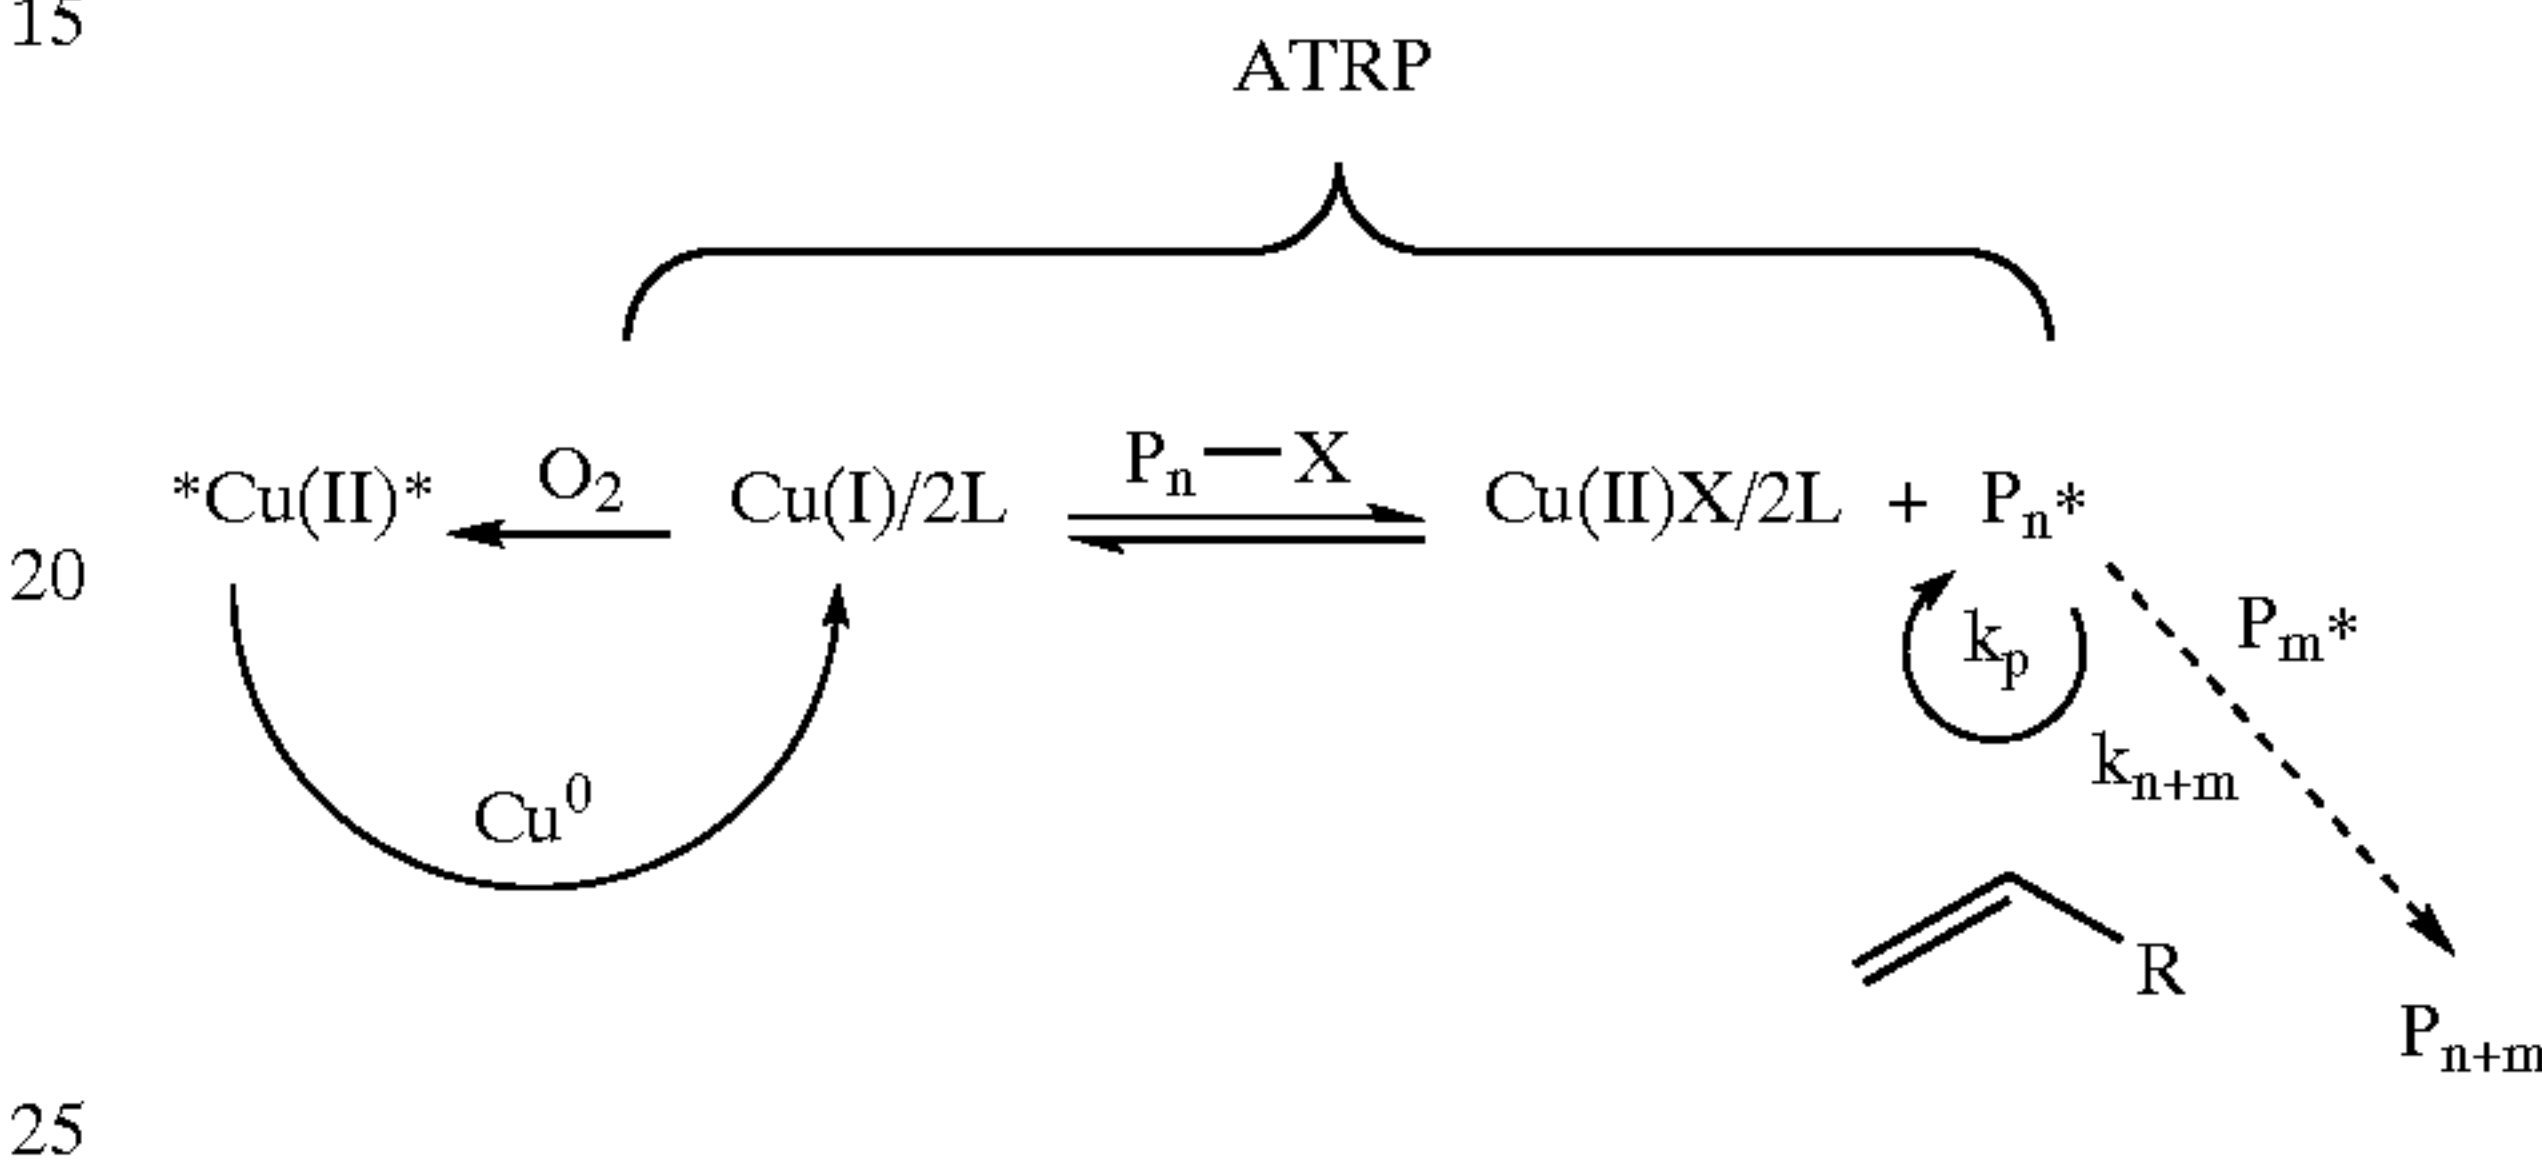 15
ATRP
*Cu(II)* O₂ Cu(I)/2L Pₙ—X Cu(II)X/2L + Pₙ*
20
kₚ Pₘ*
kₙ₊ₘ
Cu⁰
R
Pₙ₊ₘ
25